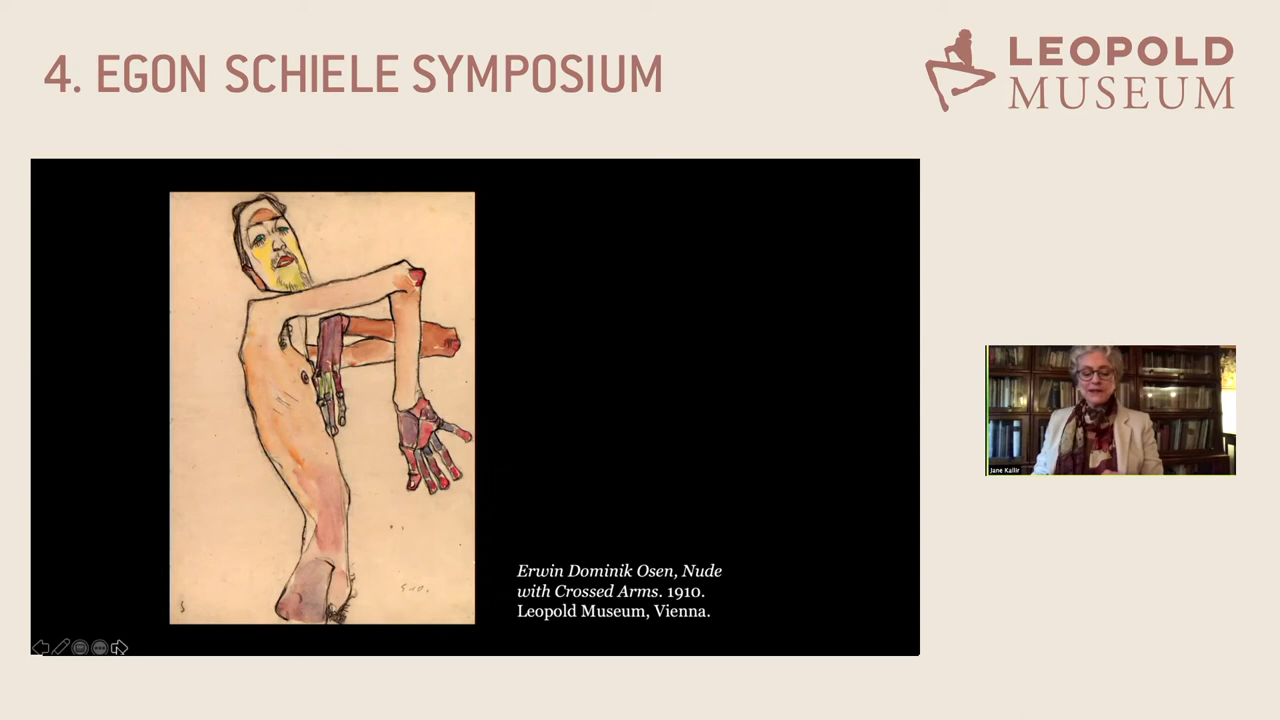 4. EGON SCHIELE SYMPOSIUM
LEOPOLD
MUSEUM
Erwin Dominik Osen, Nude
with Crossed Arms. 1910.
Leopold Museum, Vienna.
Jane Kallir